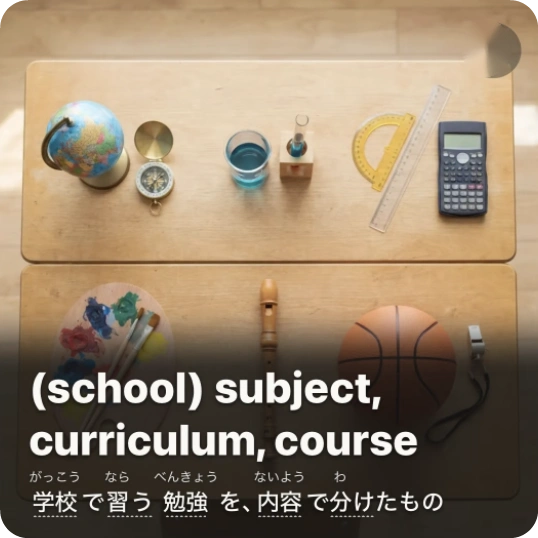 (school) subject,
curriculum, course
がっこう なら べんきょう ないよう わ
学校で習う勉強を、内容で分けたもの